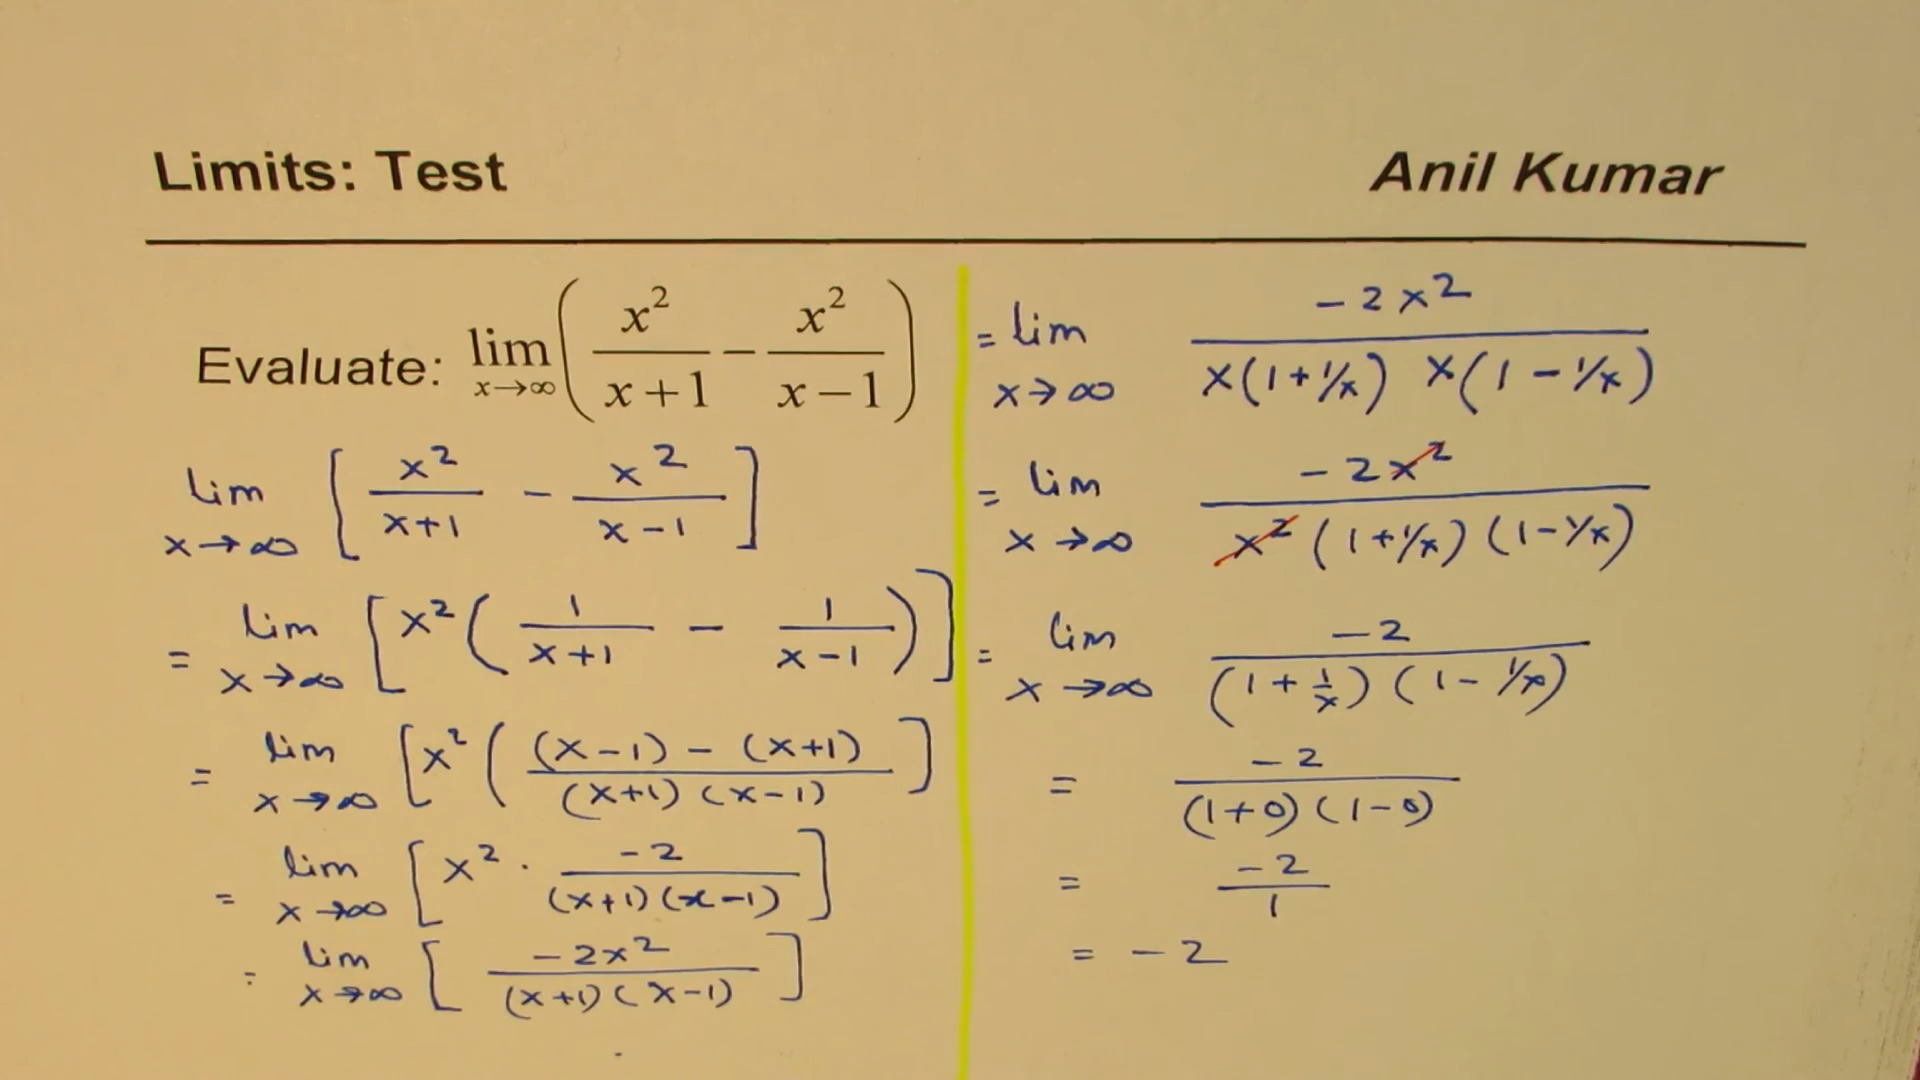 Limits: Test Anil Kumar
Evaluate: lim x→∞ ( x²/(x+1) − x²/(x−1) )
lim x→∞ [ x²/(x+1) − x²/(x−1) ]
= lim x→∞ [ x² ( 1/(x+1) − 1/(x−1) ) ]
= lim x→∞ [ x² ( ((x−1) − (x+1))/((x+1)(x−1)) ]
= lim x→∞ [ x² · −2/((x+1)(x−1)) ]
= lim x→∞ [ −2x²/((x+1)(x−1)) ]
= lim x→∞ −2x²/(x(1+1/x) x(1−1/x))
= lim x→∞ −2x²/(x²(1+1/x)(1−1/x))
= lim x→∞ −2/((1+1/x)(1−1/x))
= −2/((1+0)(1−0))
= −2/1
= −2